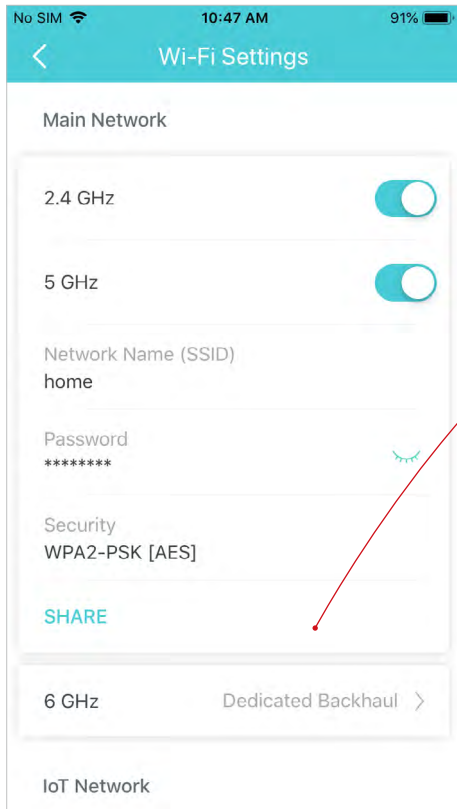 No SIM 10:47 AM 91%
Wi-Fi Settings
Main Network
2.4 GHz
5 GHz
Network Name (SSID)
home
Password
********
Security
WPA2-PSK [AES]
SHARE
6 GHz Dedicated Backhaul
IoT Network